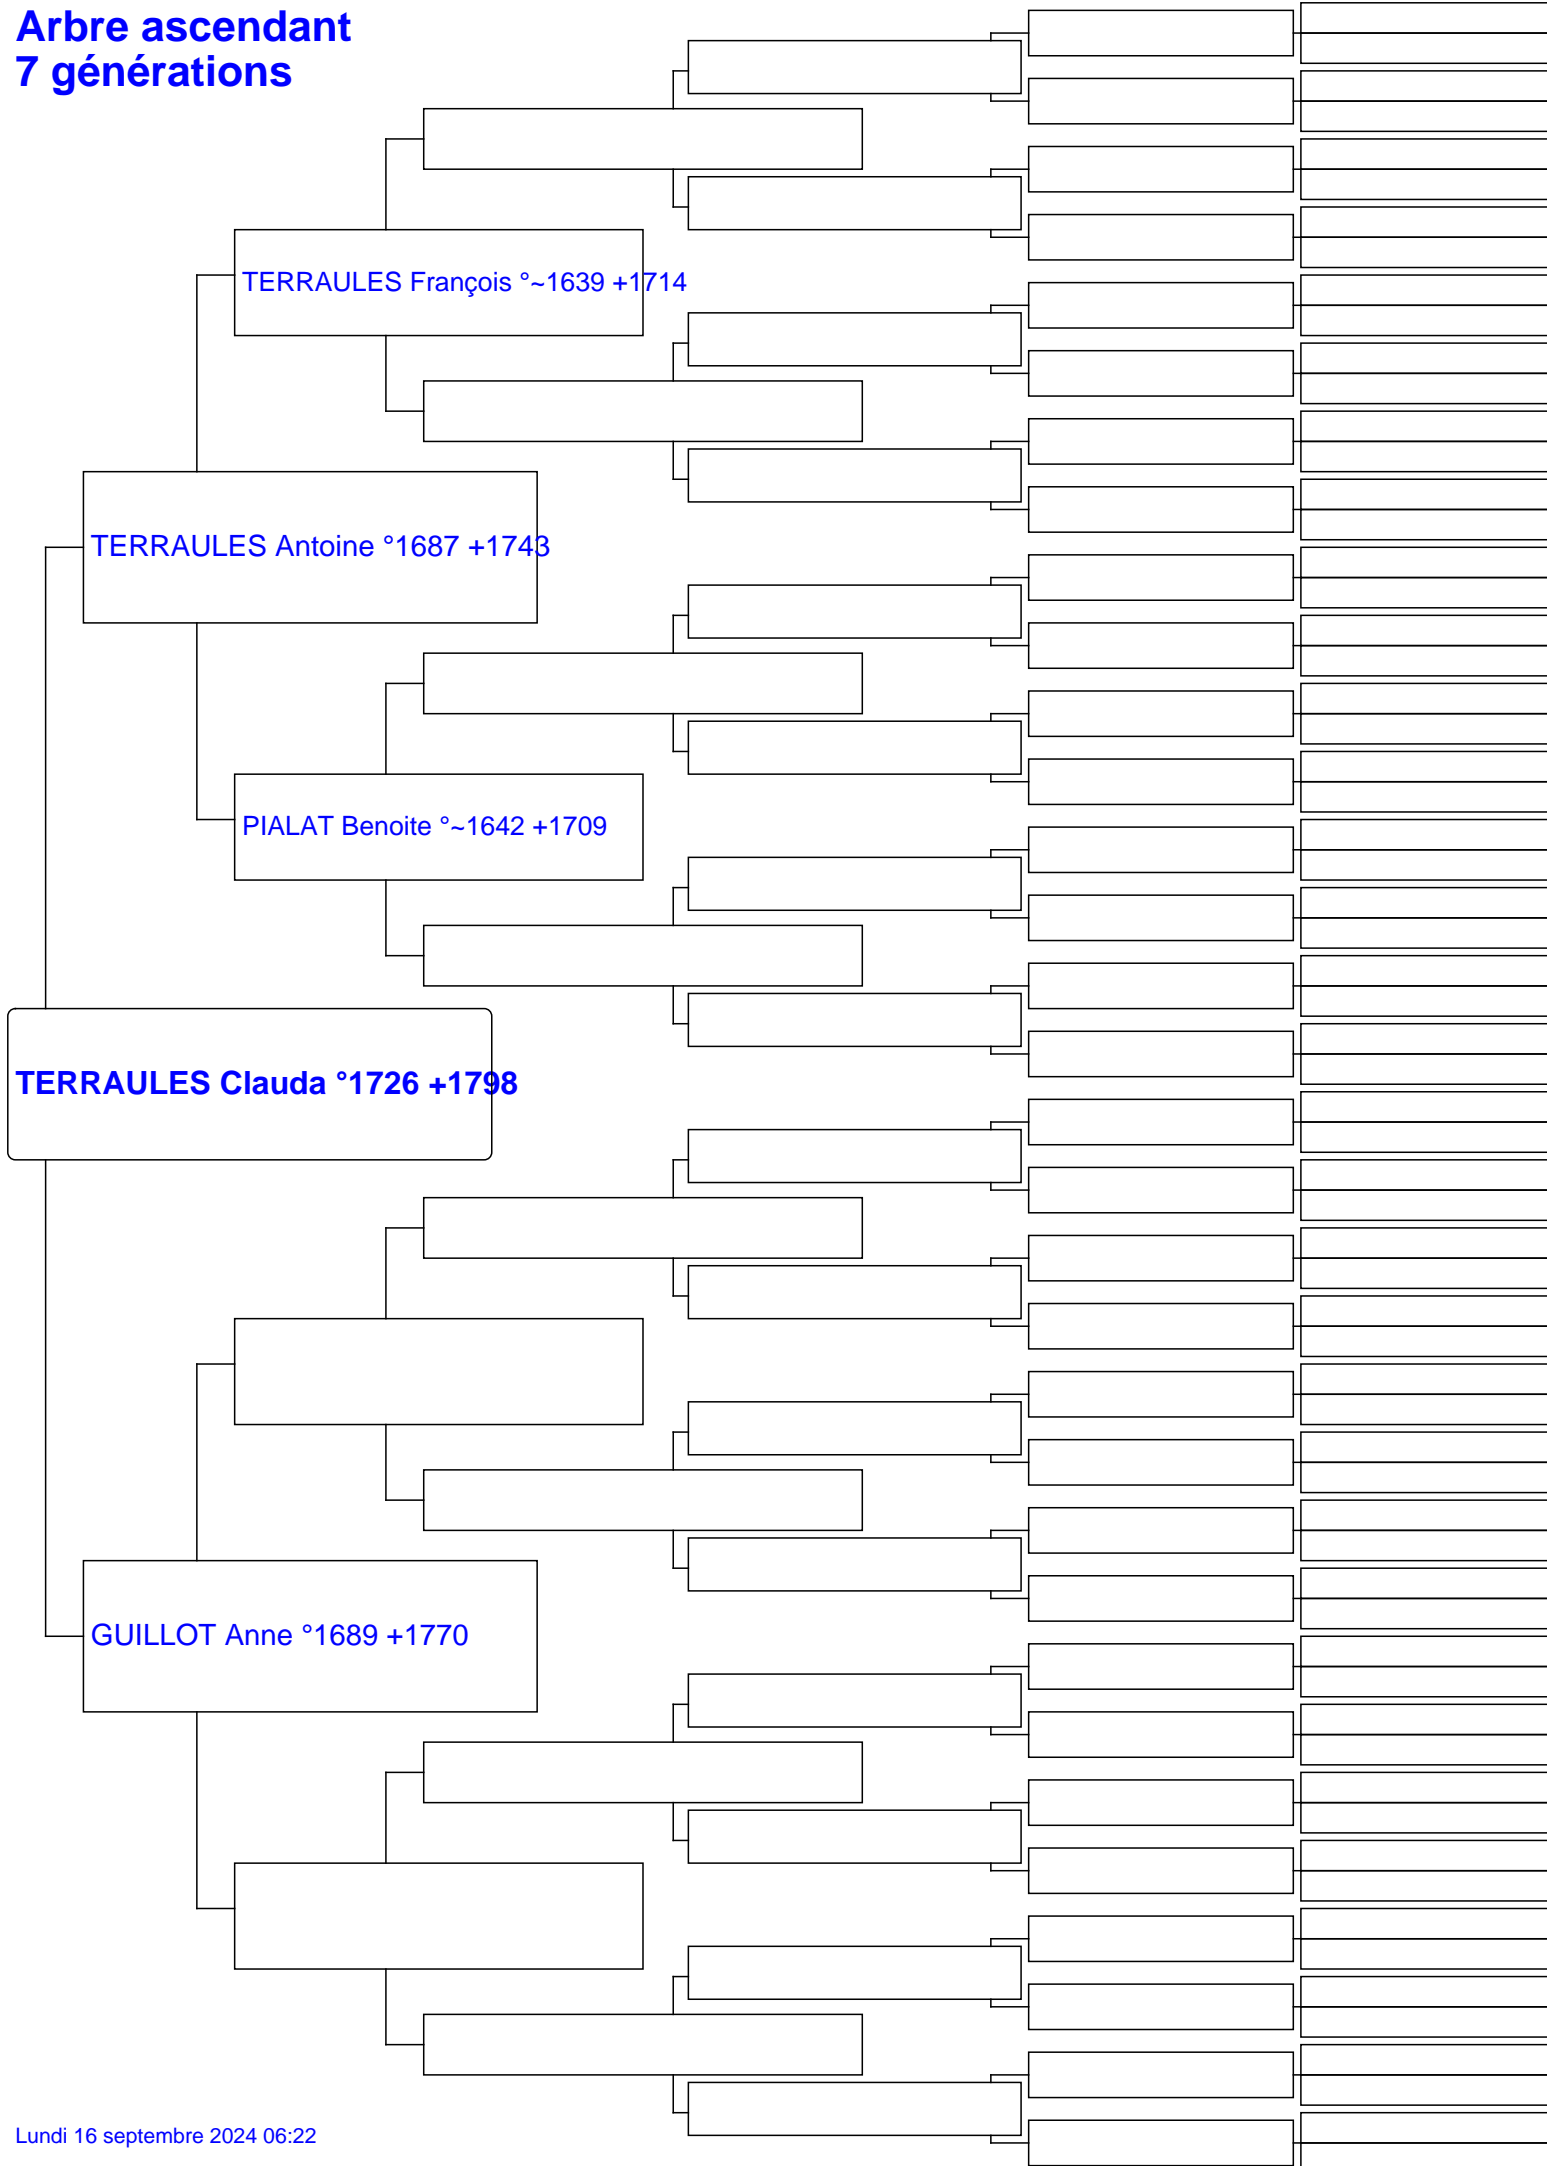 Arbre ascendant
7 générations
TERRAULES François °~1639 +1714
TERRAULES Antoine °1687 +1743
PIALAT Benoite °~1642 +1709
TERRAULES Clauda °1726 +1798
GUILLOT Anne °1689 +1770
Lundi 16 septembre 2024 06:22